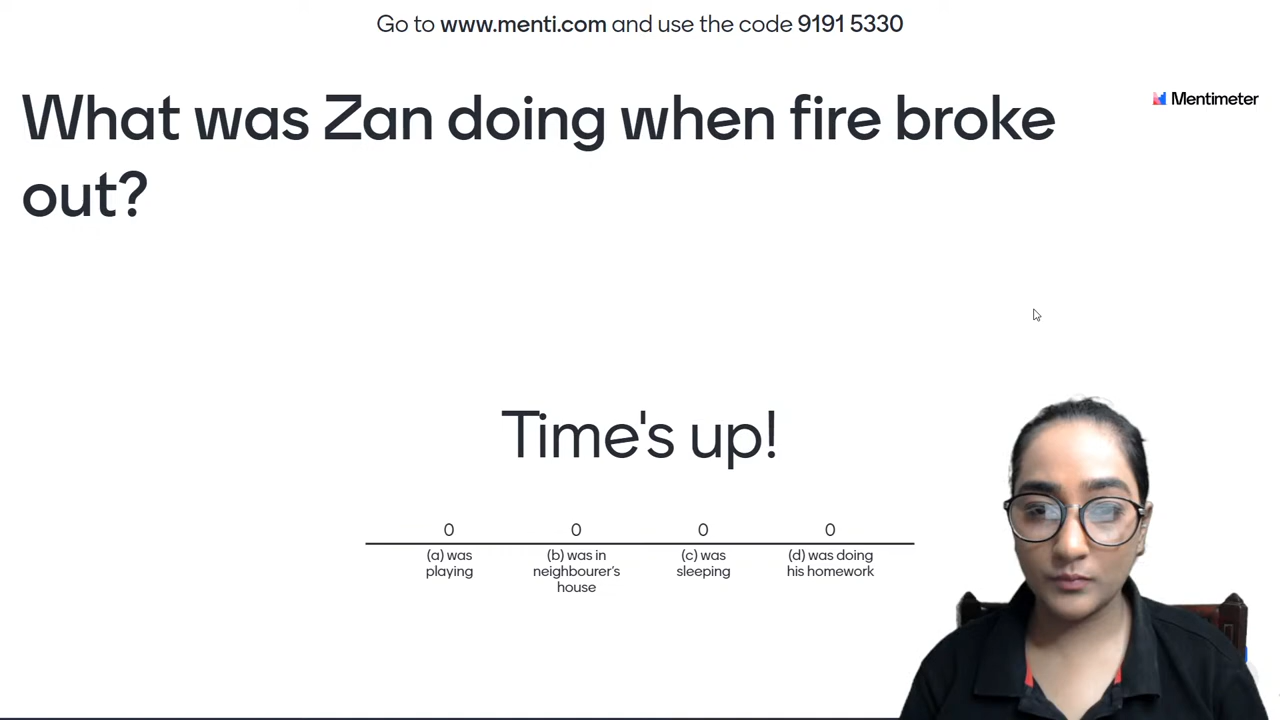 Go to www.menti.com and use the code 9191 5330
Mentimeter
What was Zan doing when fire broke
out?
Time's up!
0 0 0 0
(a) was playing
(b) was in neighbourer's house
(c) was sleeping
(d) was doing his homework